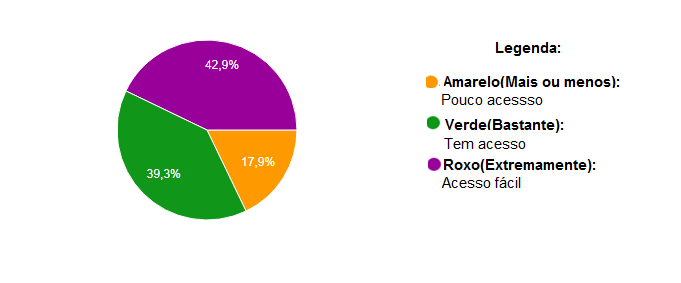 42,9%
39,3%
17,9%
Legenda:
Amarelo(Mais ou menos):
Pouco acessso
Verde(Bastante):
Tem acesso
Roxo(Extremamente):
Acesso fácil